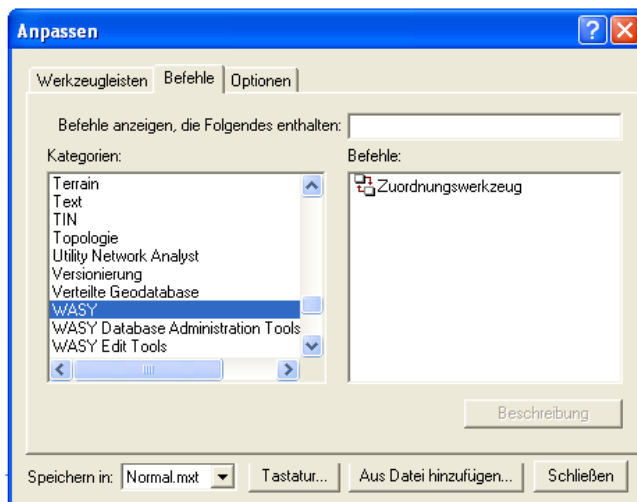 Anpassen
Werkzeugleisten Befehle Optionen
Befehle anzeigen, die Folgendes enthalten:
Kategorien:
Befehle:
Terrain
Text
TIN
Topologie
Utility Network Analyst
Versionierung
Verteilte Geodatabase
WASY
WASY Database Administration Tools
WASY Edit Tools
Zuordnungswerkzeug
Beschreibung
Speichern in: Normal.mxt Tastatur... Aus Datei hinzufügen... Schließen